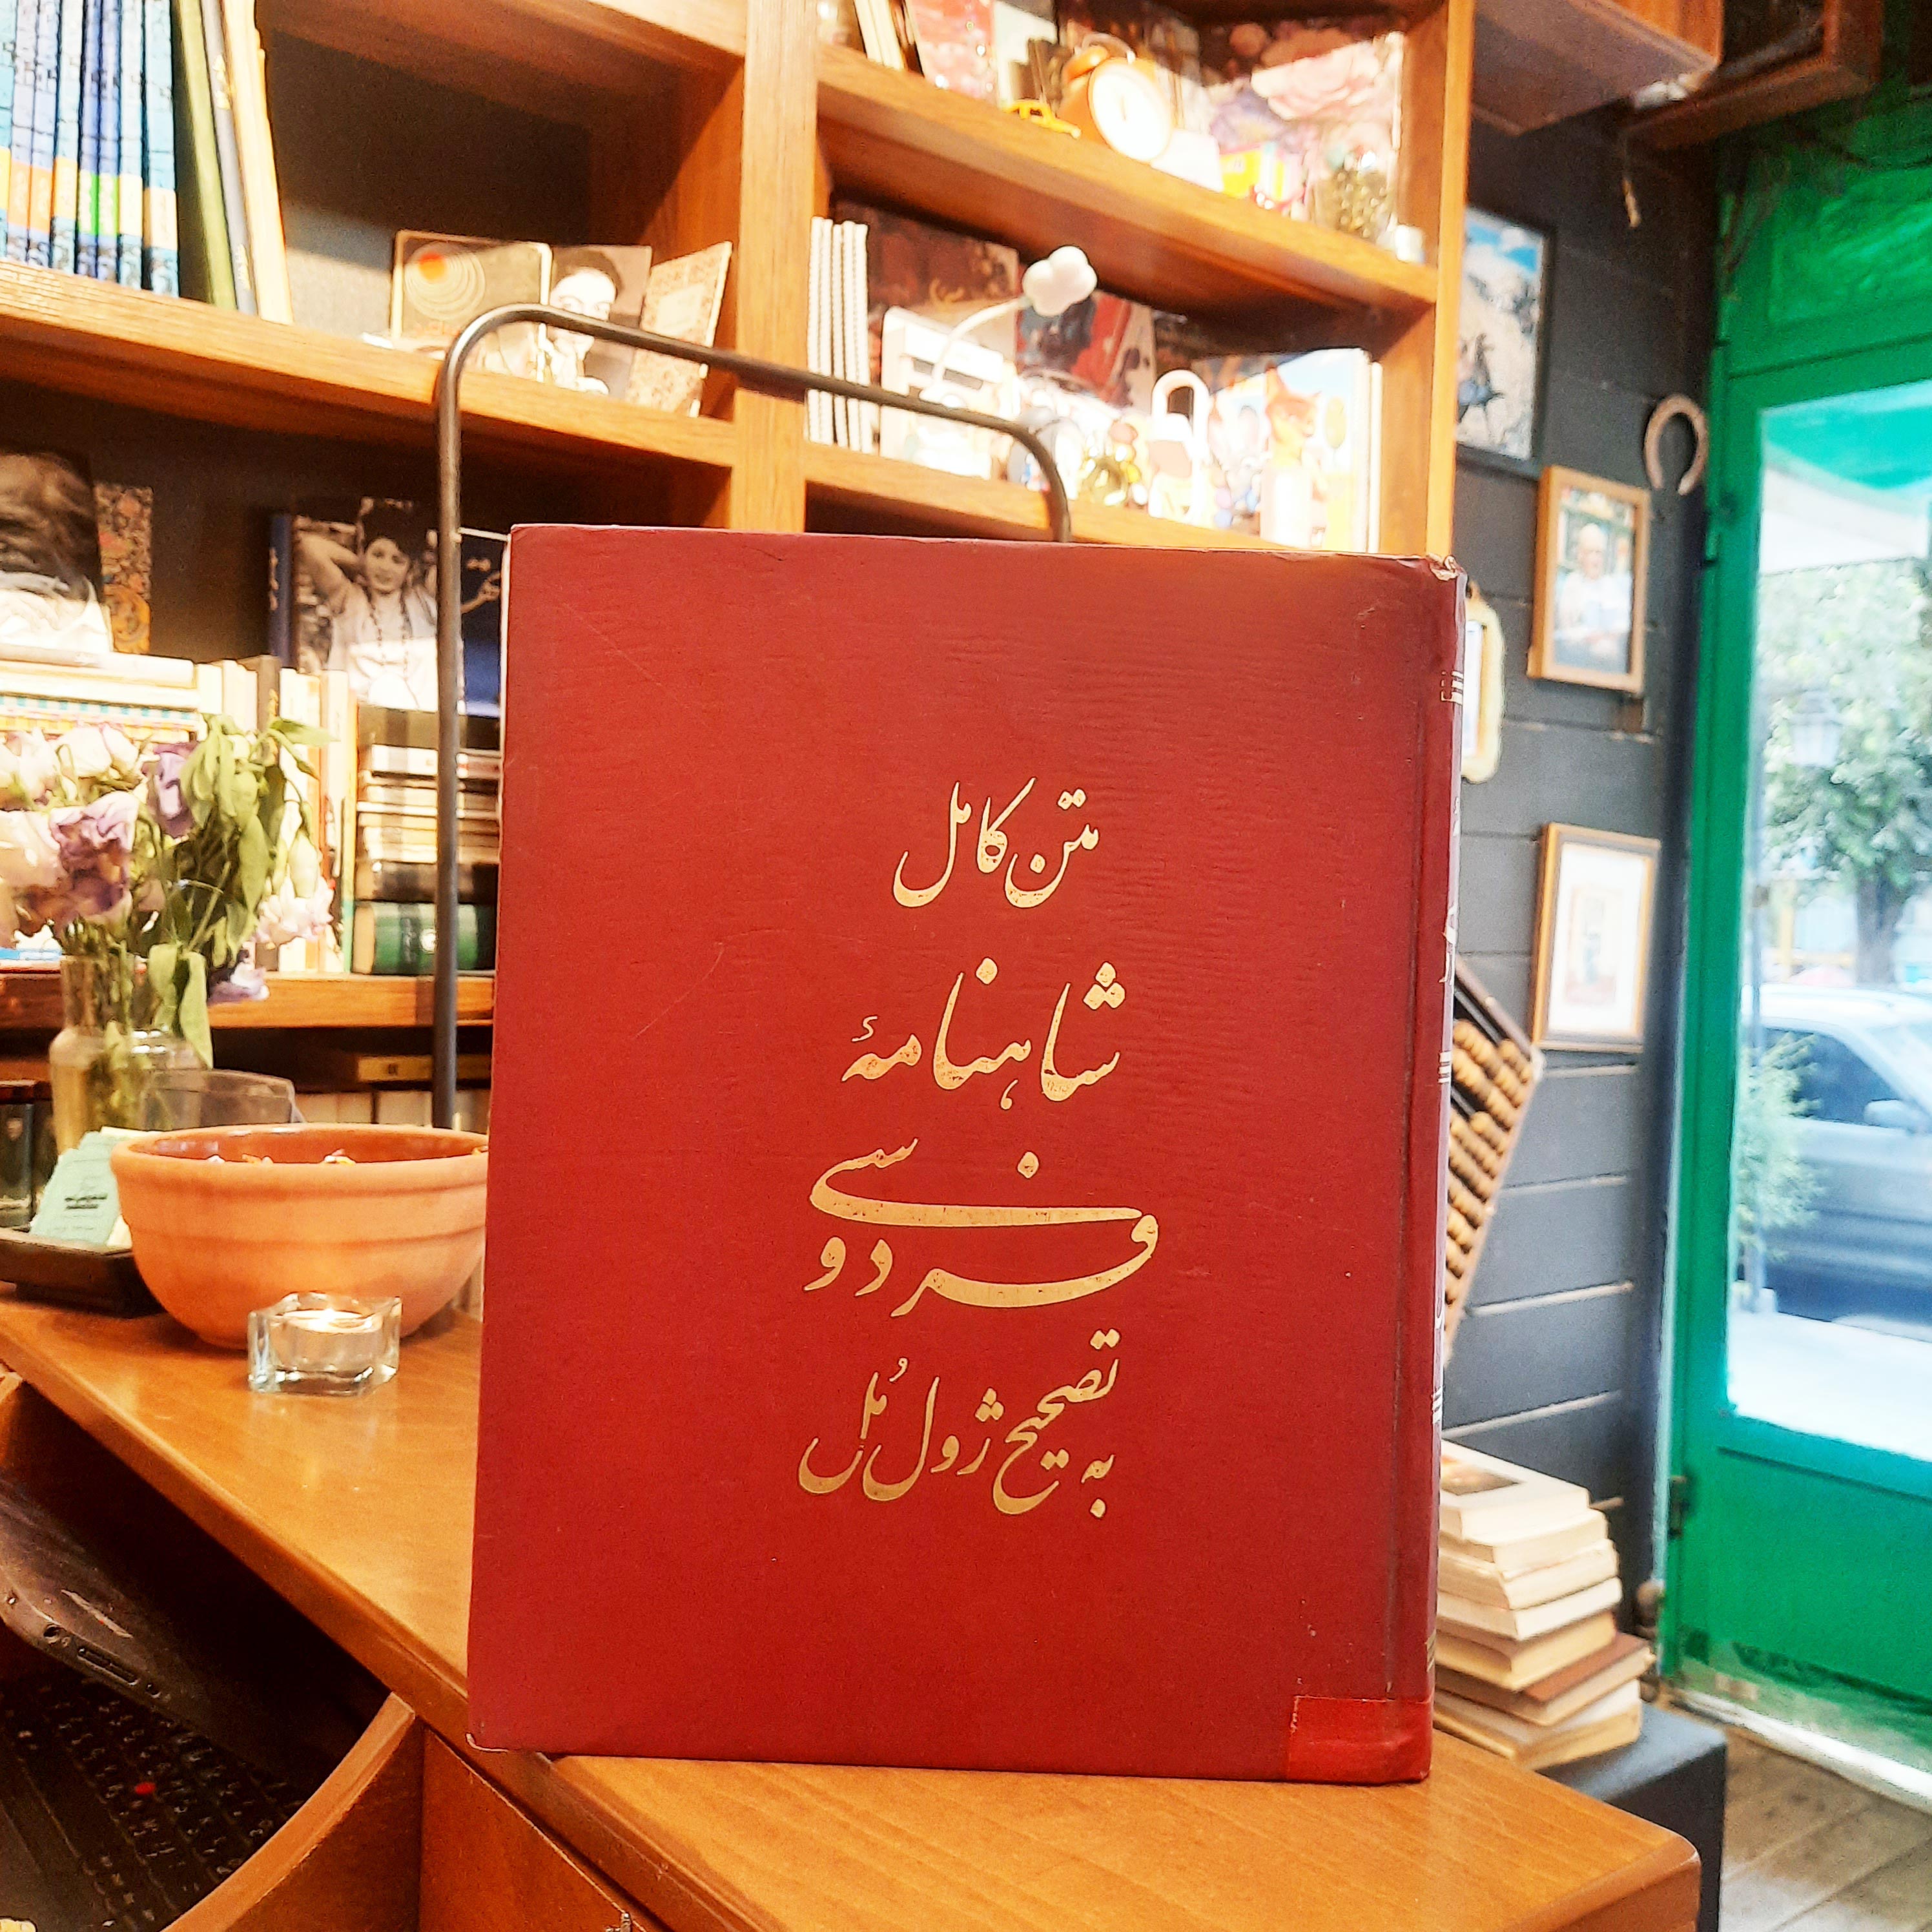 متن کامل
شاهنامهٔ
فردوسی
به تصحیح ژول مُل